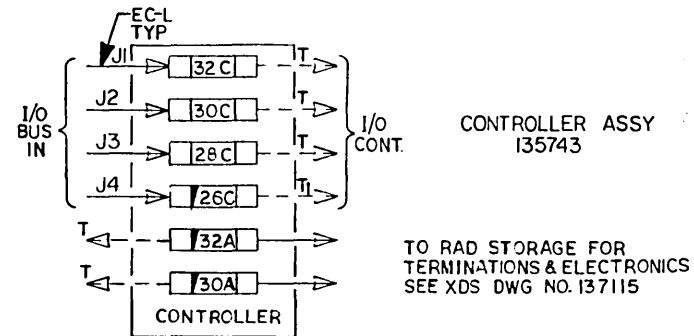 EC-L
TYP
J1
32C
T
J2
30C
T
J3
28C
T
J4
26C
T1
I/O
BUS
IN
I/O
CONT.
CONTROLLER ASSY
135743
T
32A
T
30A
CONTROLLER
TO RAD STORAGE FOR
TERMINATIONS & ELECTRONICS
SEE XDS DWG NO. 137115